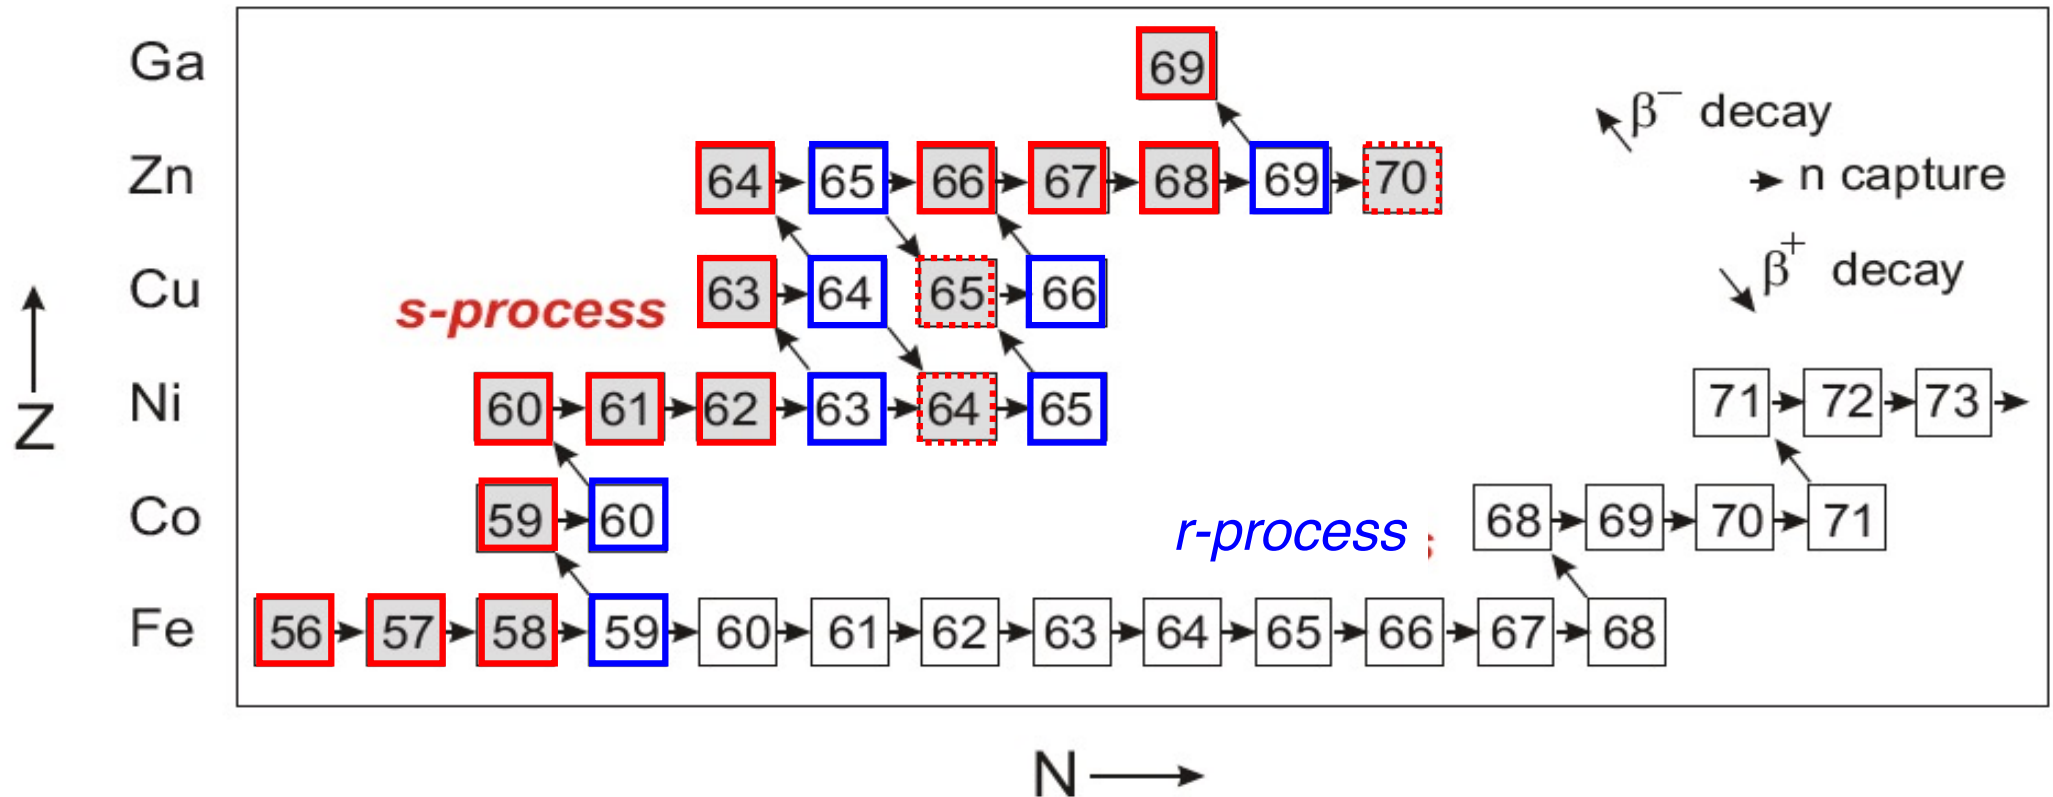 Ga 69
β⁻ decay
Zn 64 65 66 67 68 69 70
n capture
Cu 63 64 65 66
β⁺ decay
s-process
Ni 60 61 62 63 64 65 71 72 73
Z
Co 59 60 68 69 70 71
r-process
Fe 56 57 58 59 60 61 62 63 64 65 66 67 68
N